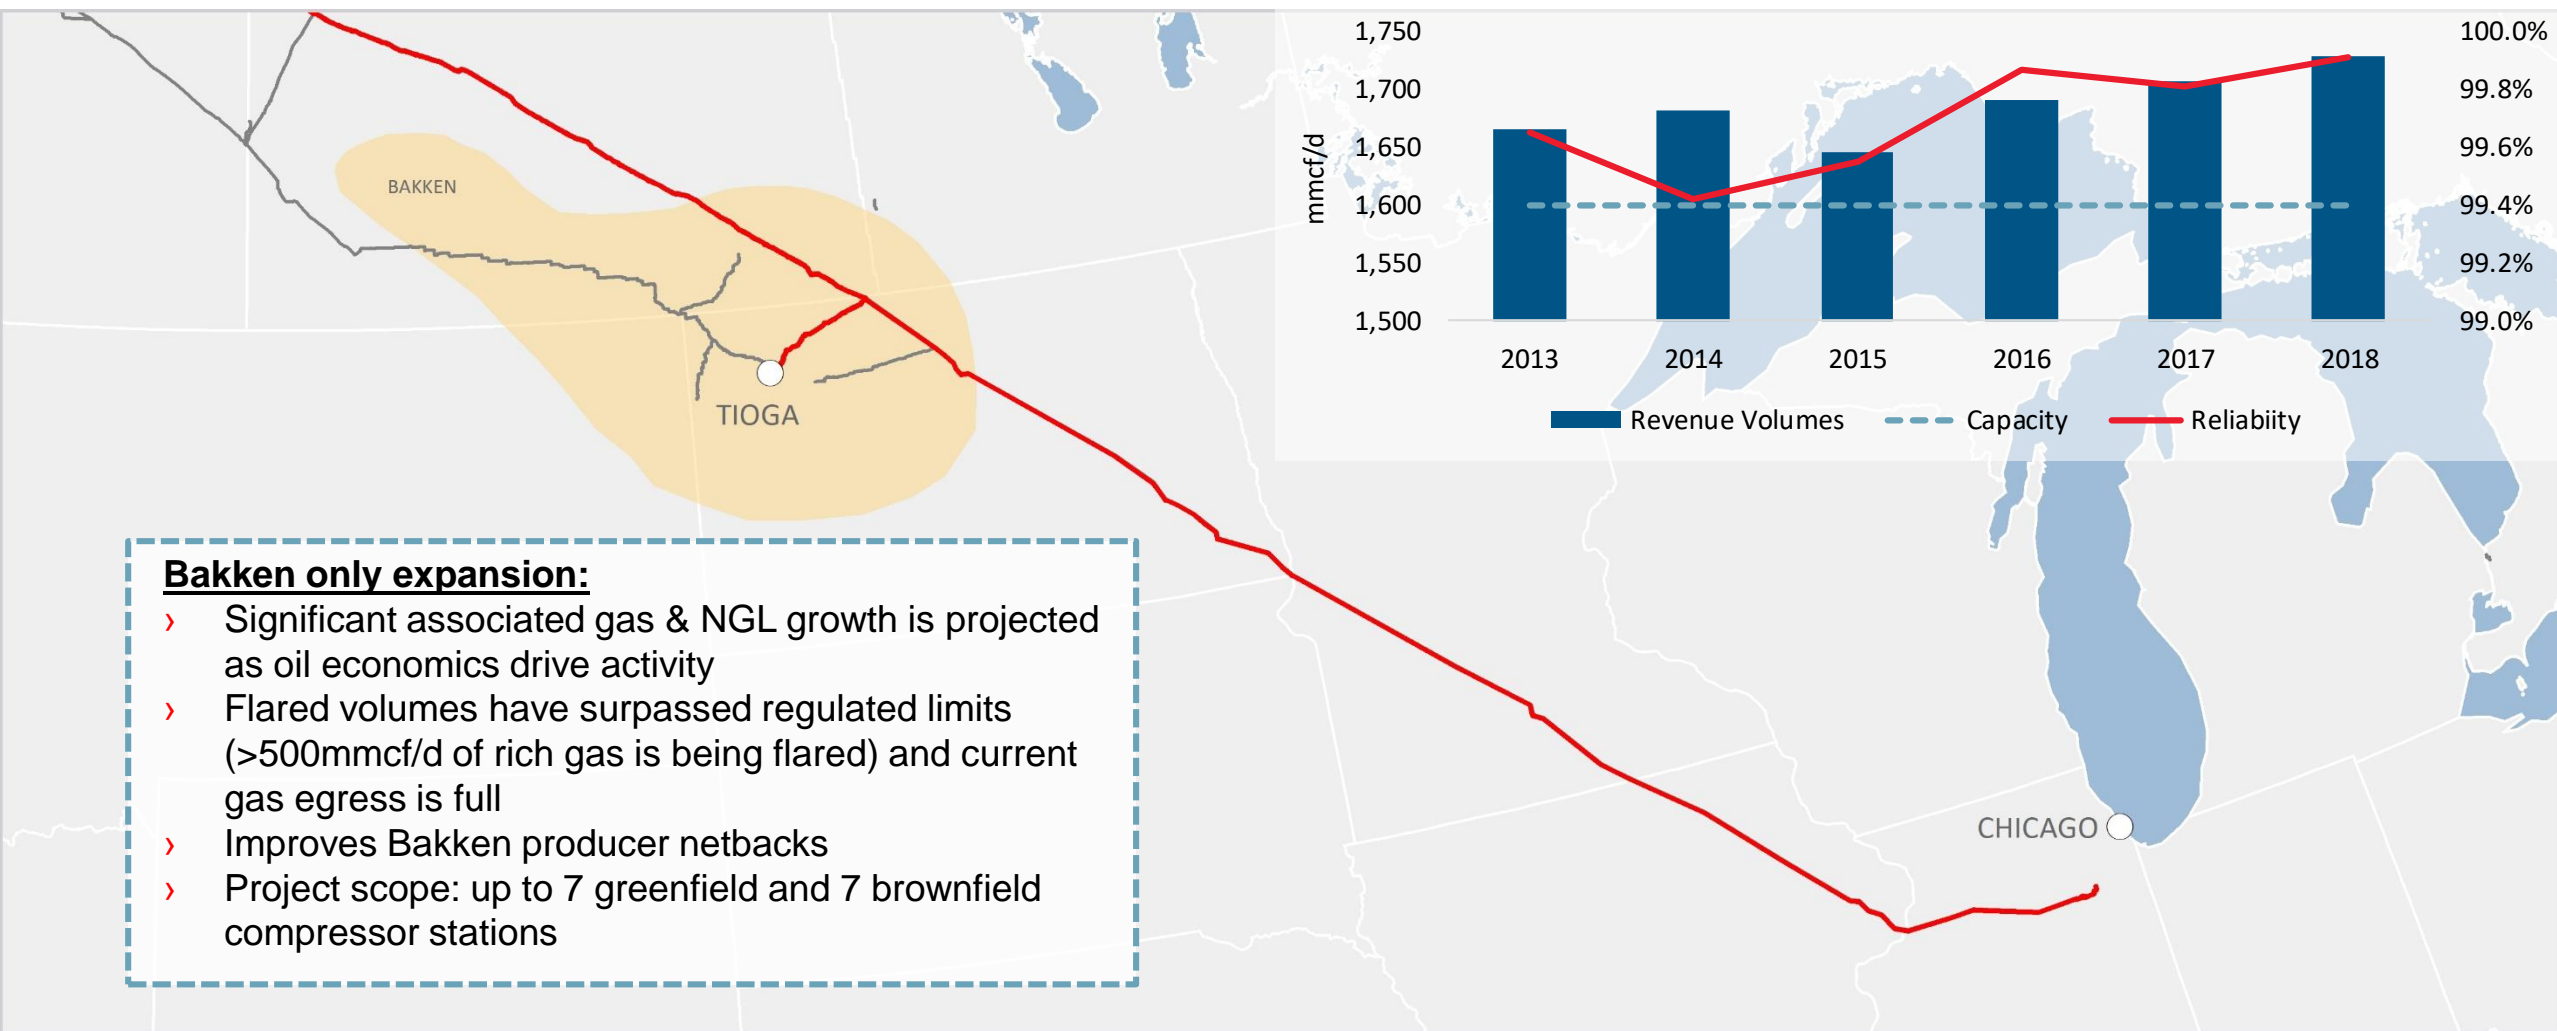 1,750
1,700
1,650
1,600
1,550
1,500
mmcf/d
100.0%
99.8%
99.6%
99.4%
99.2%
99.0%
2013 2014 2015 2016 2017 2018
Revenue Volumes Capacity Reliabiity
BAKKEN
TIOGA
CHICAGO
Bakken only expansion:
› Significant associated gas & NGL growth is projected
as oil economics drive activity
› Flared volumes have surpassed regulated limits
(>500mmcf/d of rich gas is being flared) and current
gas egress is full
› Improves Bakken producer netbacks
› Project scope: up to 7 greenfield and 7 brownfield
compressor stations